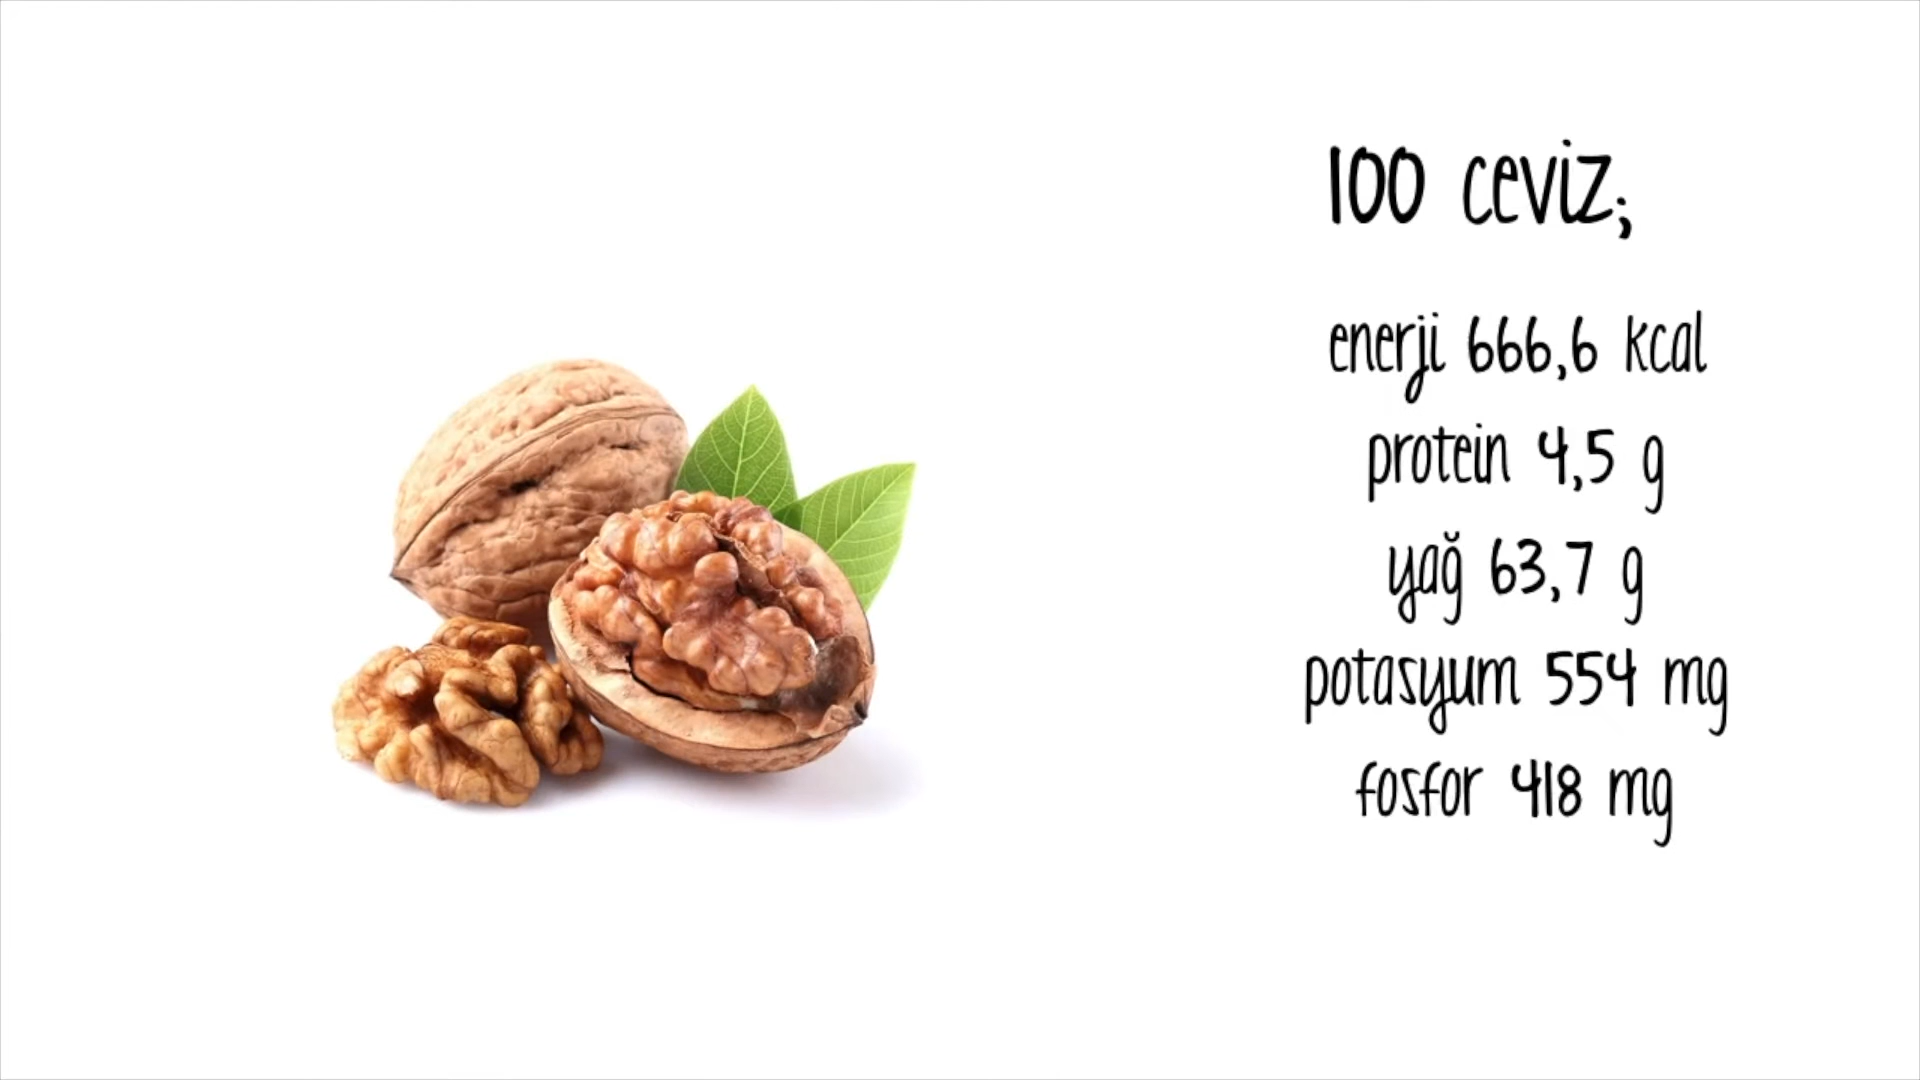 100 ceviz;
enerji 666,6 kcal
protein 4,5 g
yağ 63,7 g
potasyum 554 mg
fosfor 418 mg